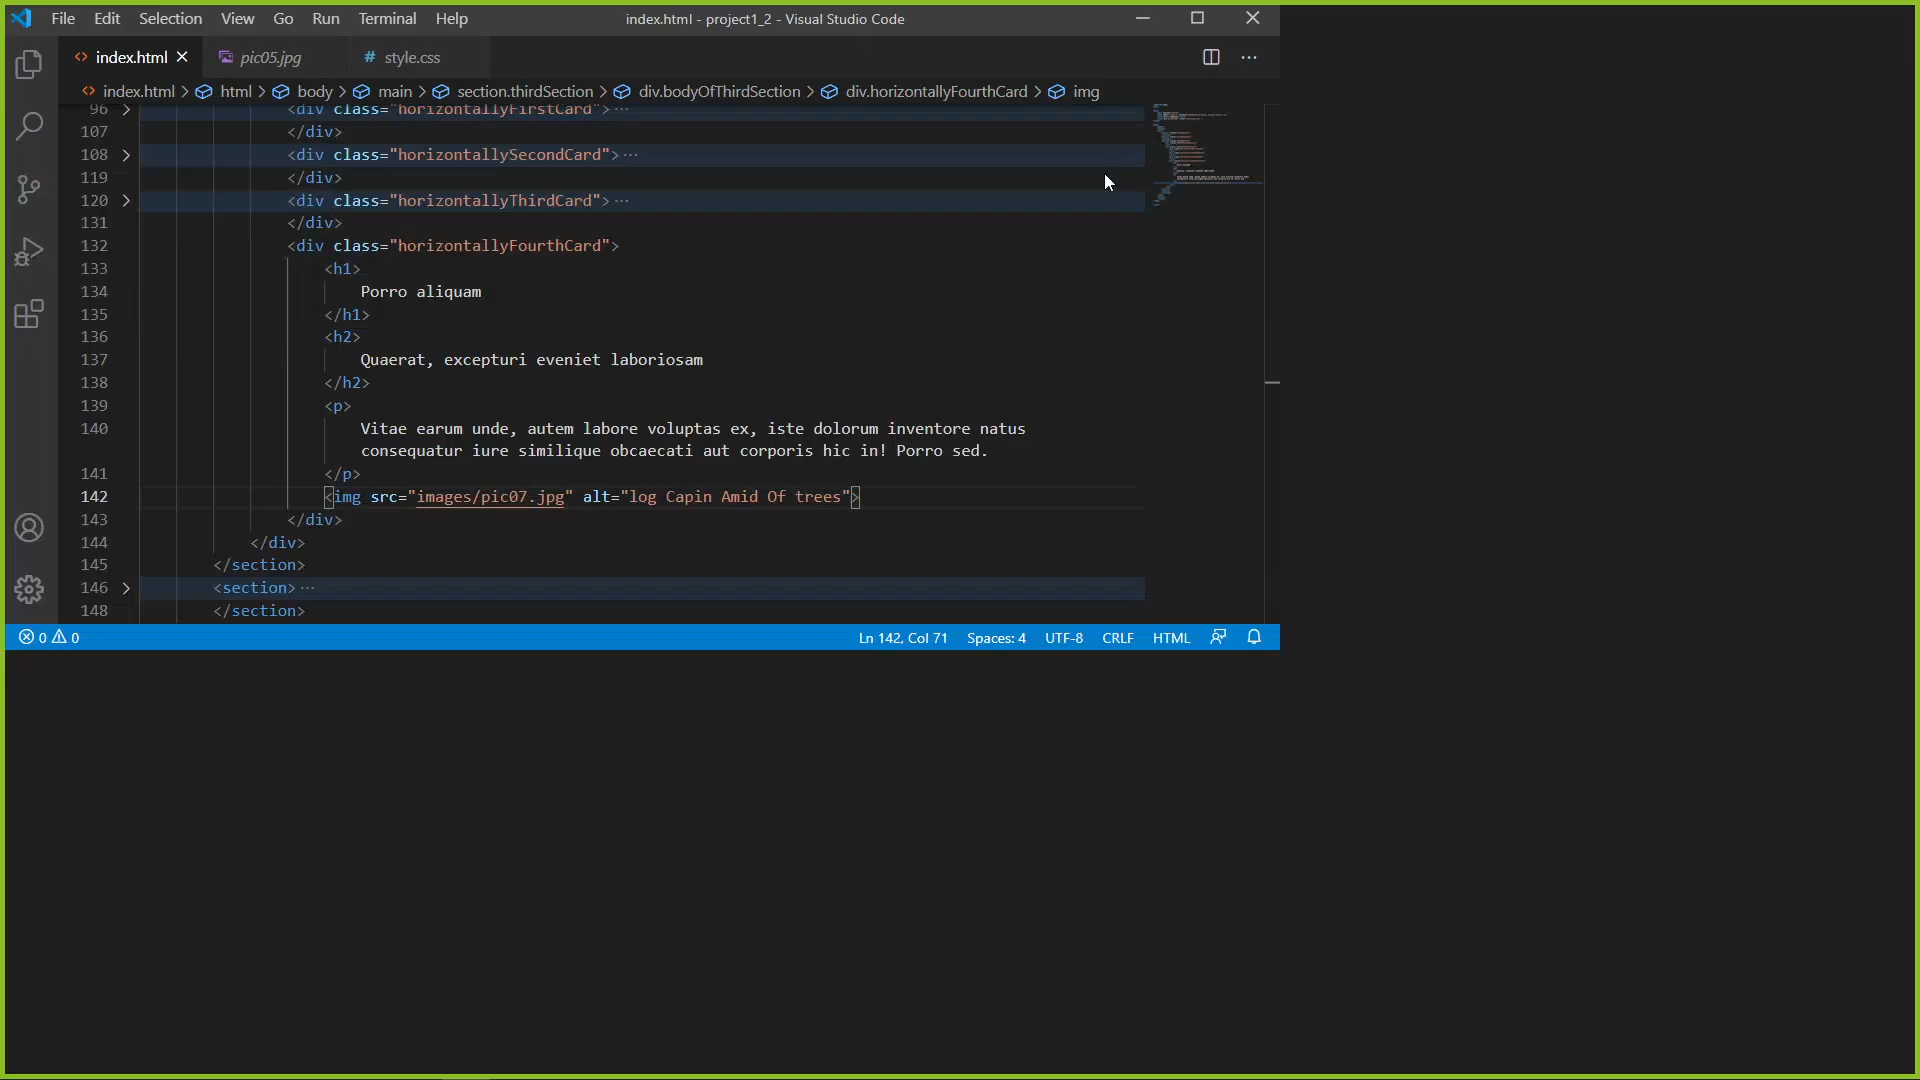 File Edit Selection View Go Run Terminal Help index.html - project1_2 - Visual Studio Code
index.html pic05.jpg # style.css
index.html > html > body > main > section.thirdSection > div.bodyOfThirdSection > div.horizontallyFourthCard > img
96 <div class="horizontallyFirstCard">···
107 </div>
108 <div class="horizontallySecondCard">···
119 </div>
120 <div class="horizontallyThirdCard">···
131 </div>
132 <div class="horizontallyFourthCard">
133 <h1>
134 Porro aliquam
135 </h1>
136 <h2>
137 Quaerat, excepturi eveniet laboriosam
138 </h2>
139 <p>
140 Vitae earum unde, autem labore voluptas ex, iste dolorum inventore natus
consequatur iure similique obcaecati aut corporis hic in! Porro sed.
141 </p>
142 <img src="images/pic07.jpg" alt="log Capin Amid Of trees">
143 </div>
144 </div>
145 </section>
146 <section>···
148 </section>
0 0 Ln 142, Col 71 Spaces: 4 UTF-8 CRLF HTML